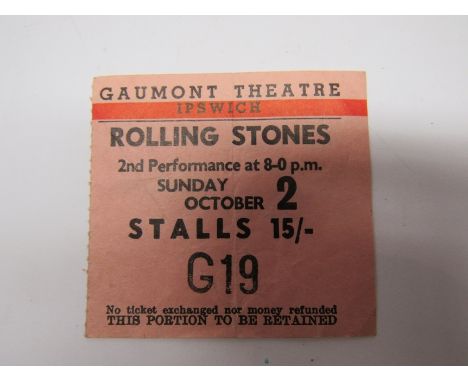 GAUMONT THEATRE
IPSWICH
ROLLING STONES
2nd Performance at 8-0 p.m.
SUNDAY
OCTOBER 2
STALLS 15/-
G19
No ticket exchanged nor money refunded
THIS PORTION TO BE RETAINED